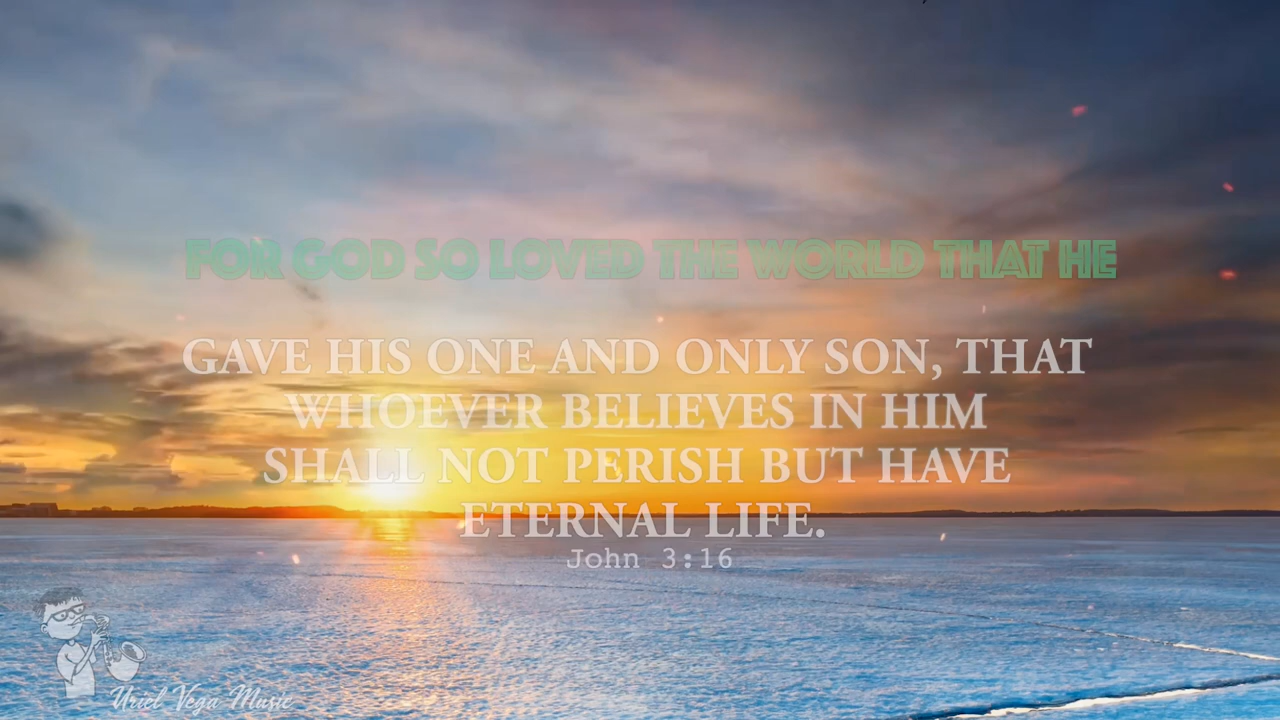 FOR GOD SO LOVED THE WORLD THAT HE
GAVE HIS ONE AND ONLY SON, THAT
WHOEVER BELIEVES IN HIM
SHALL NOT PERISH BUT HAVE
ETERNAL LIFE.
John 3:16
Uriel Vega Music